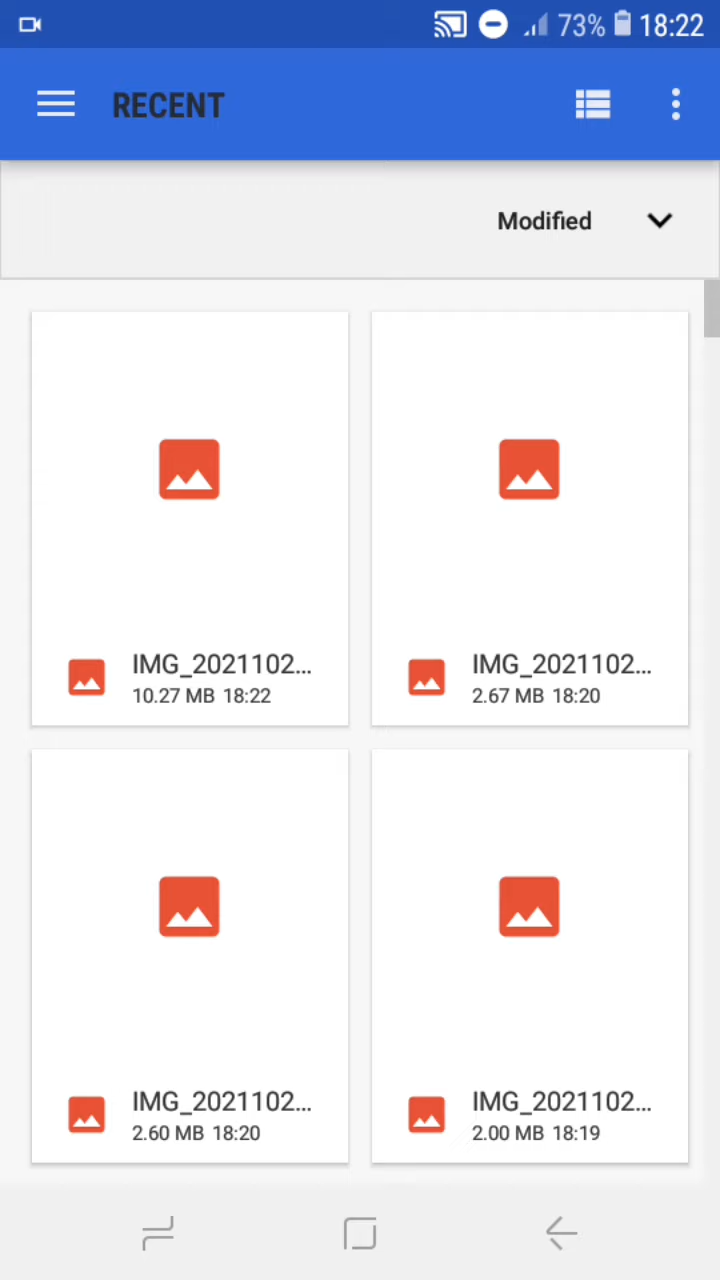 73% 18:22
RECENT
Modified
IMG_2021102...
10.27 MB 18:22
IMG_2021102...
2.67 MB 18:20
IMG_2021102...
2.60 MB 18:20
IMG_2021102...
2.00 MB 18:19